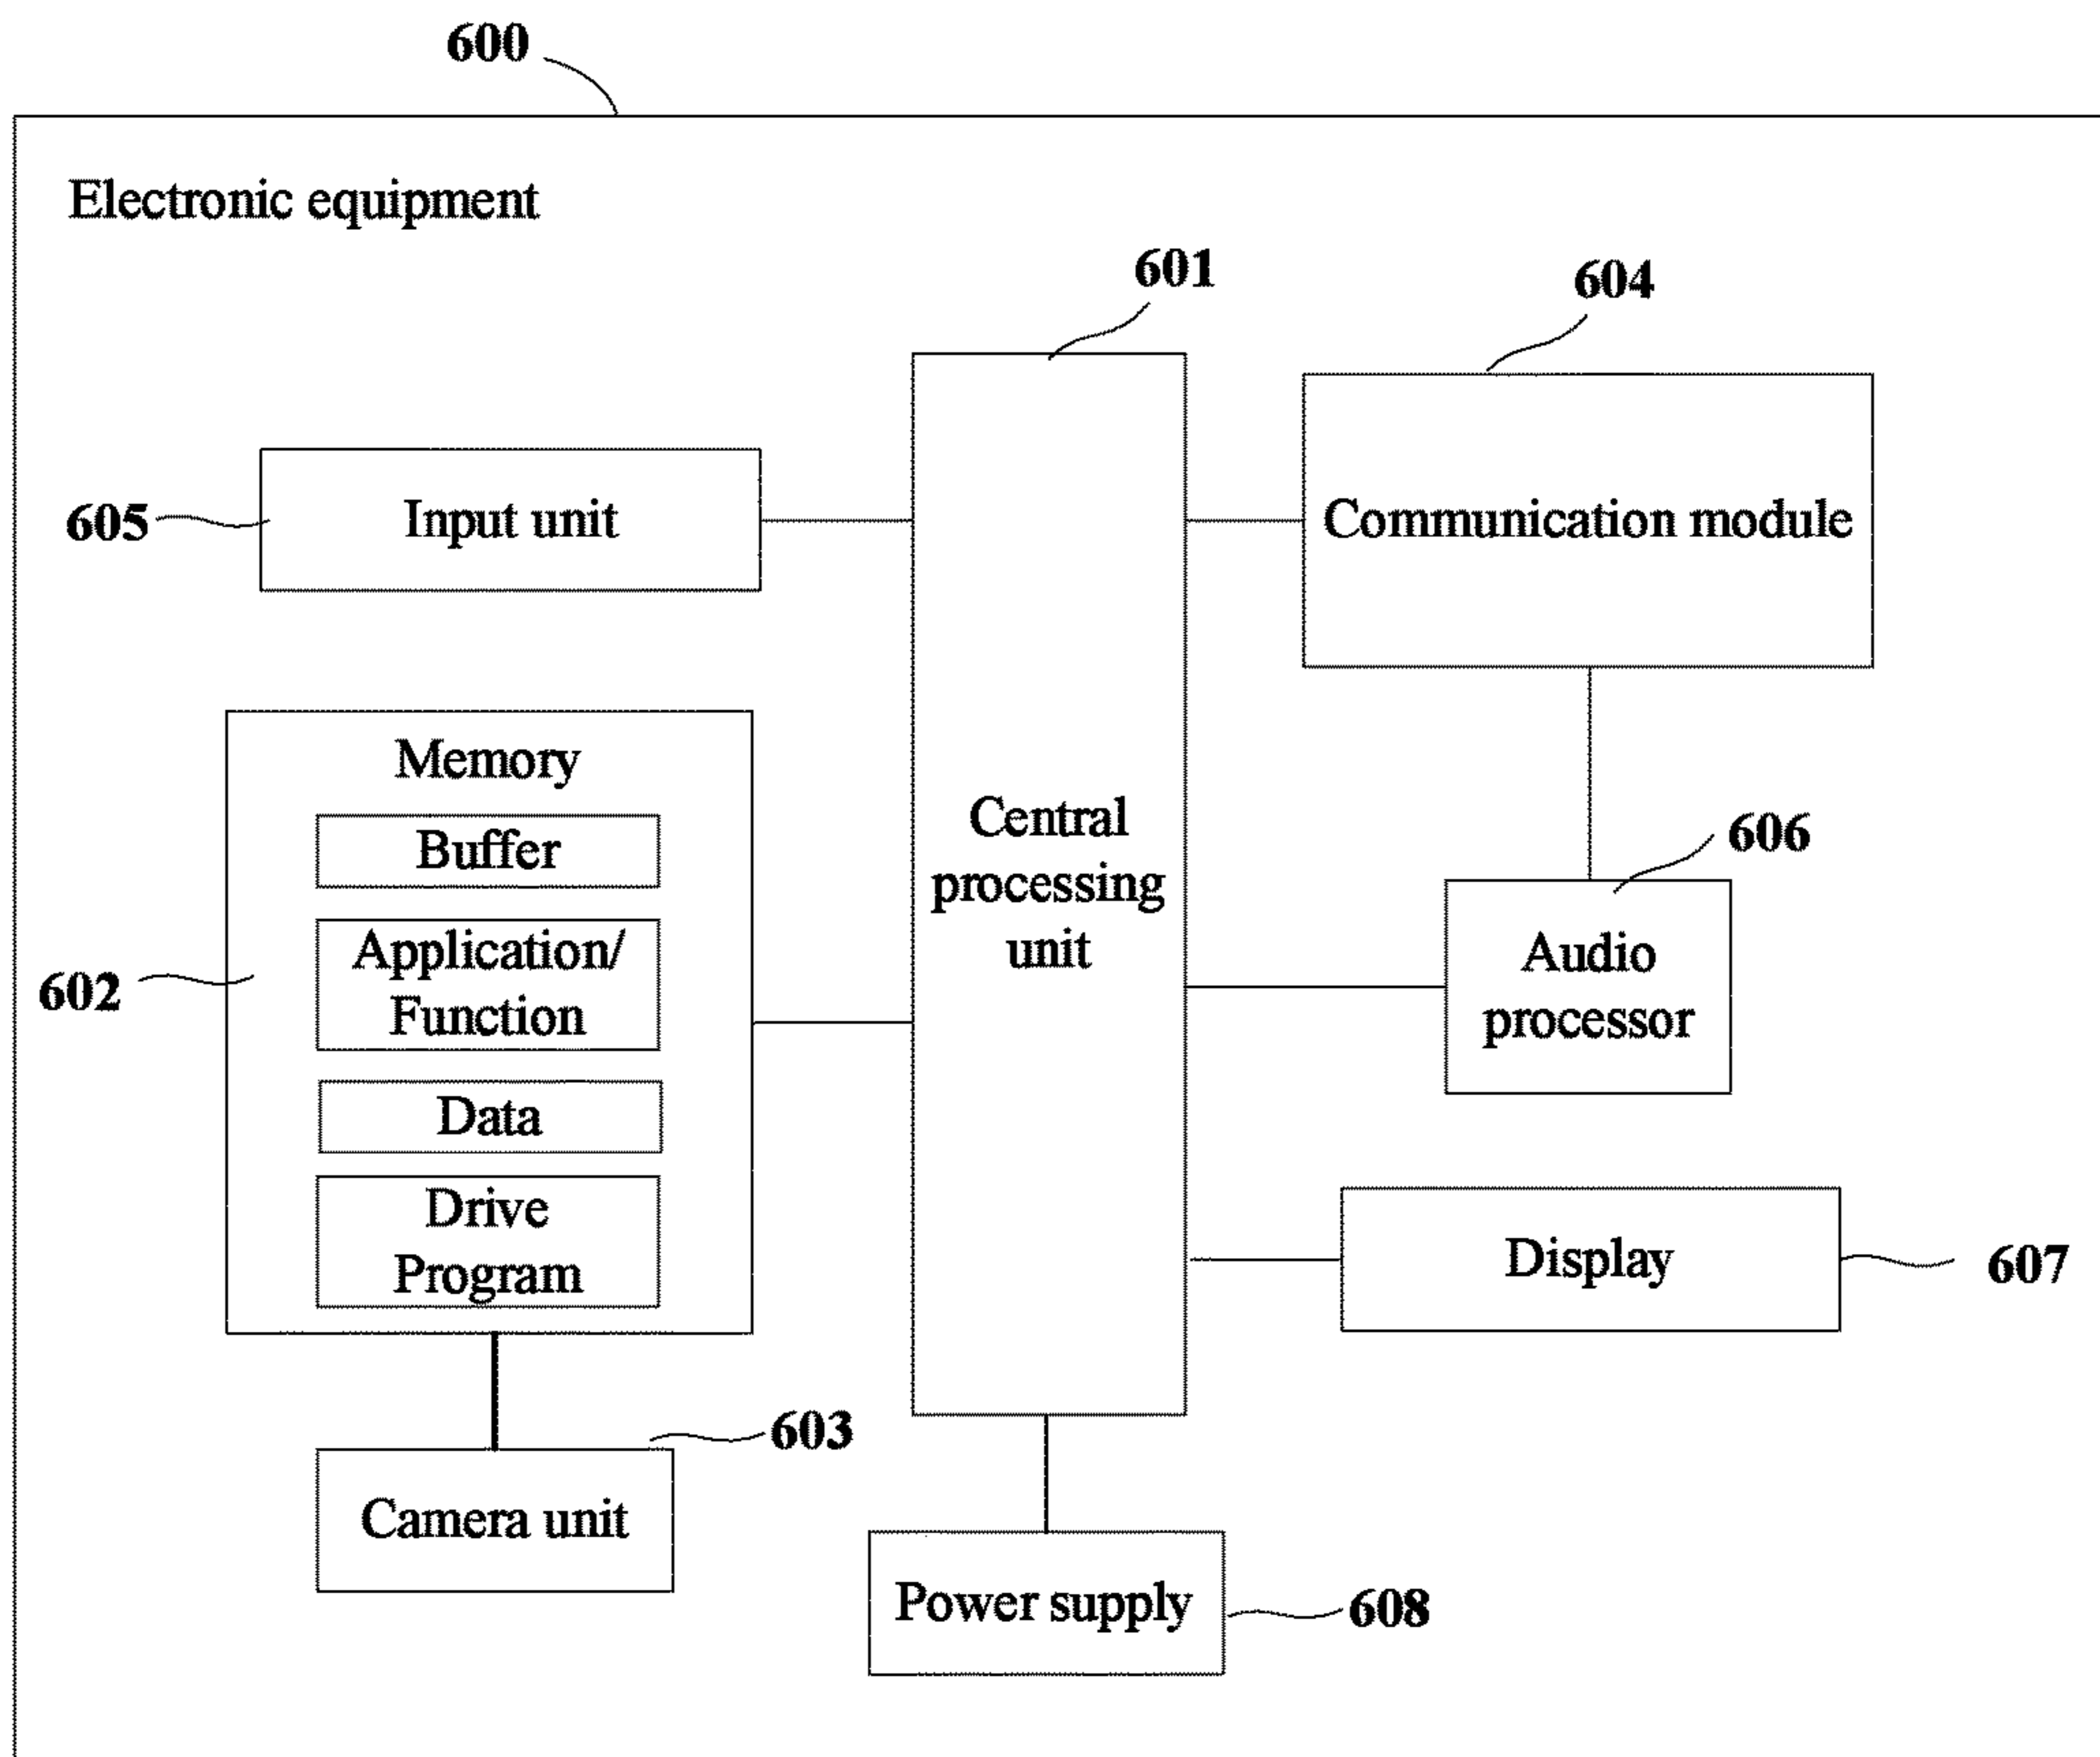 600
Electronic equipment
601
604
605
Input unit
Communication module
Memory
Buffer
Application/
Function
Data
Drive
Program
602
Central
processing
unit
606
Audio
processor
Display
607
603
Camera unit
Power supply
608